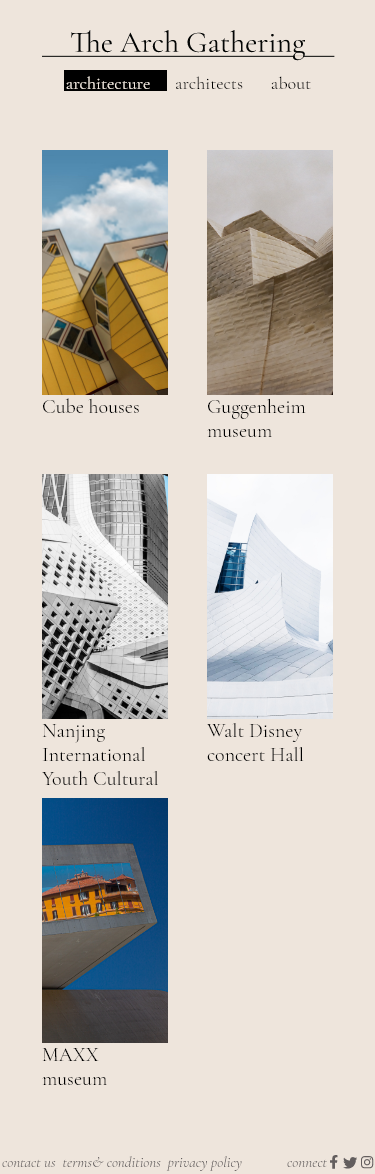 The Arch Gathering
architecture architects about
Cube houses
Guggenheim
museum
Nanjing
International
Youth Cultural
Walt Disney
concert Hall
MAXX
museum
contact us terms& conditions privacy policy connect